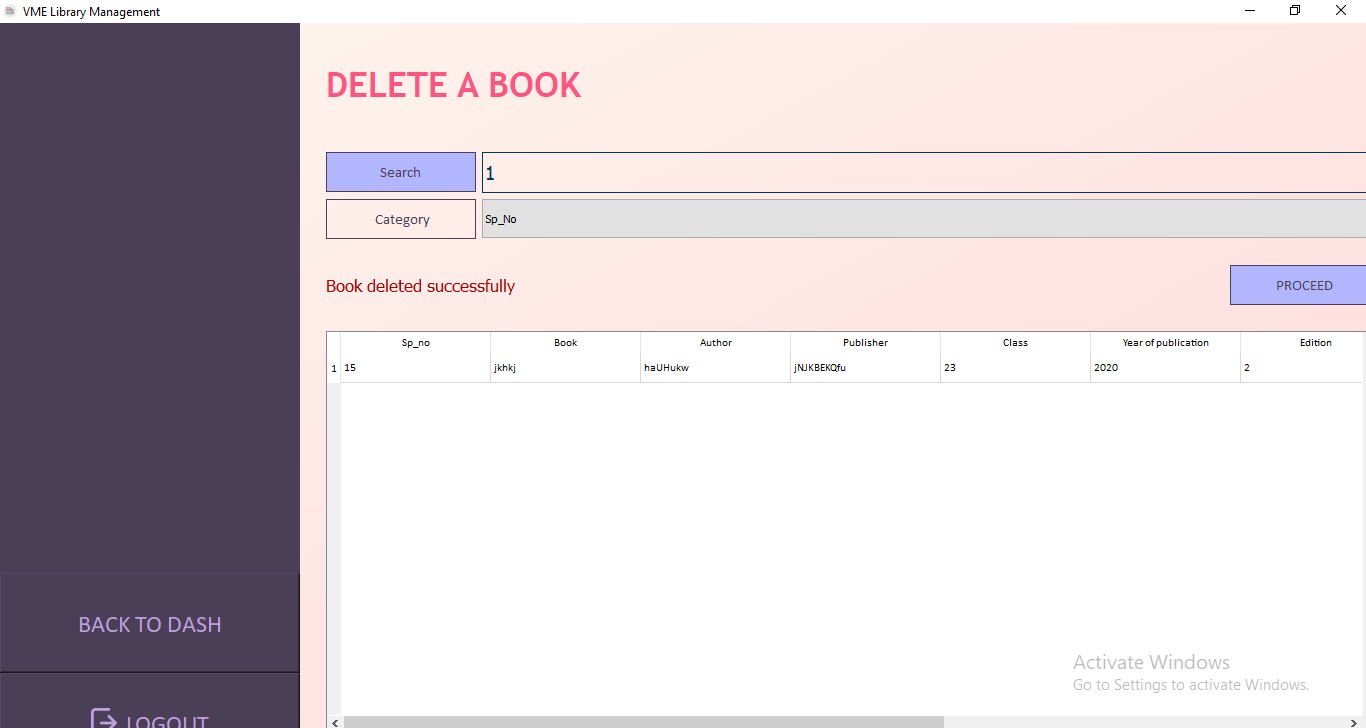 VME Library Management
DELETE A BOOK
Search 1
Category Sp_No
Book deleted successfully PROCEED
Sp_no Book Author Publisher Class Year of publication Edition
1 15 jkhkj haUHukw jNJKBEKQfu 23 2020 2
BACK TO DASH
LOGOUT
Activate Windows
Go to Settings to activate Windows.